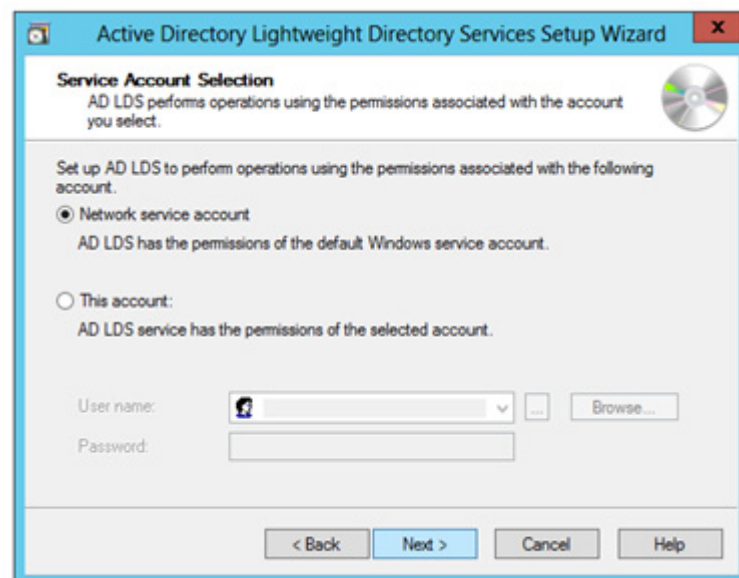 Active Directory Lightweight Directory Services Setup Wizard
x
Service Account Selection
AD LDS performs operations using the permissions associated with the account
you select.
Set up AD LDS to perform operations using the permissions associated with the following
account.
Network service account
AD LDS has the permissions of the default Windows service account.
This account:
AD LDS service has the permissions of the selected account.
User name:
... Browse...
Password:
< Back Next > Cancel Help